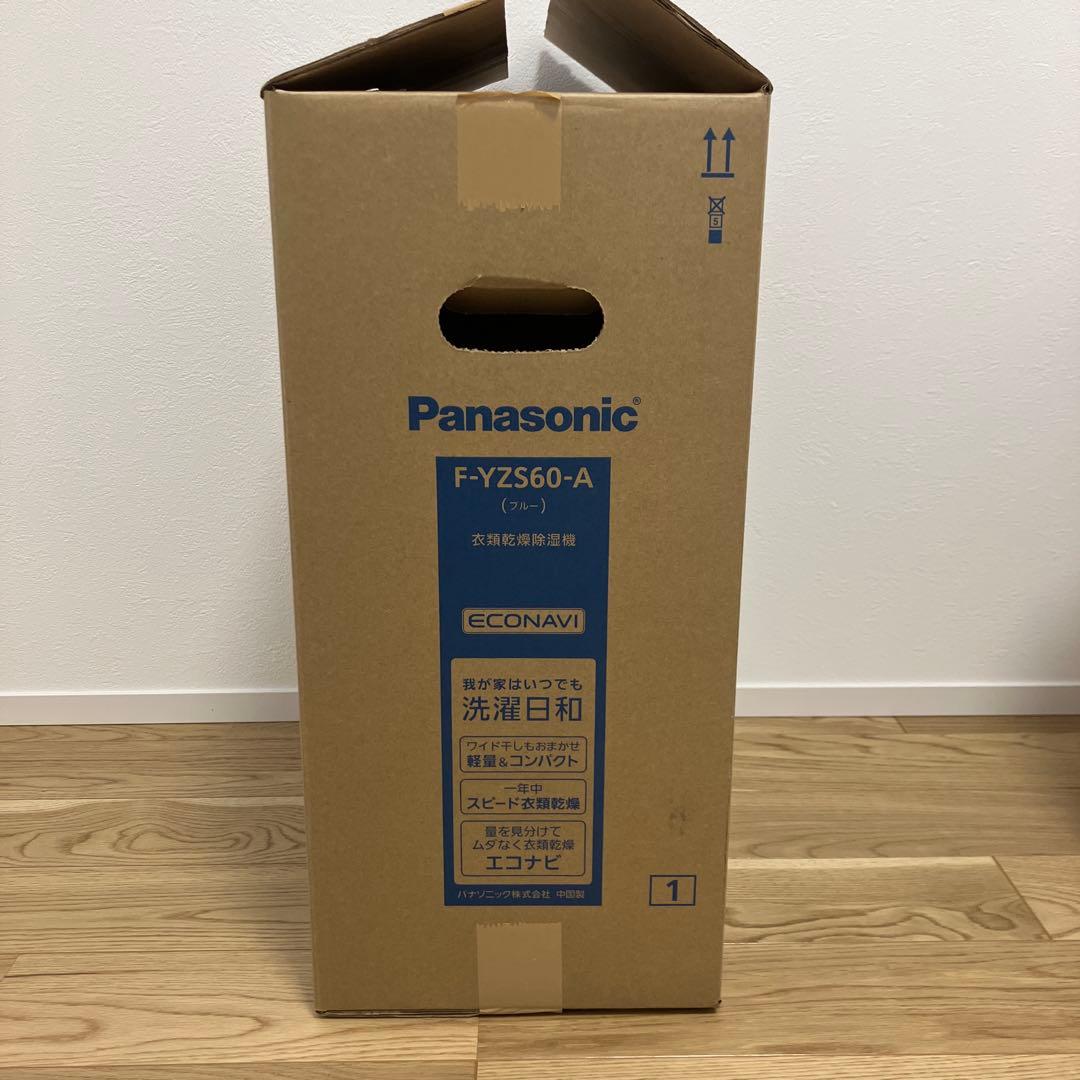 5
Panasonic®
F-YZS60-A
(ブルー)
衣類乾燥除湿機
ECONAVI
我が家はいつでも
洗濯日和
ワイド干しもおまかせ
軽量&コンパクト
一年中
スピード衣類乾燥
量を見分けて
ムダなく衣類乾燥
エコナビ
パナソニック株式会社 中国製
1